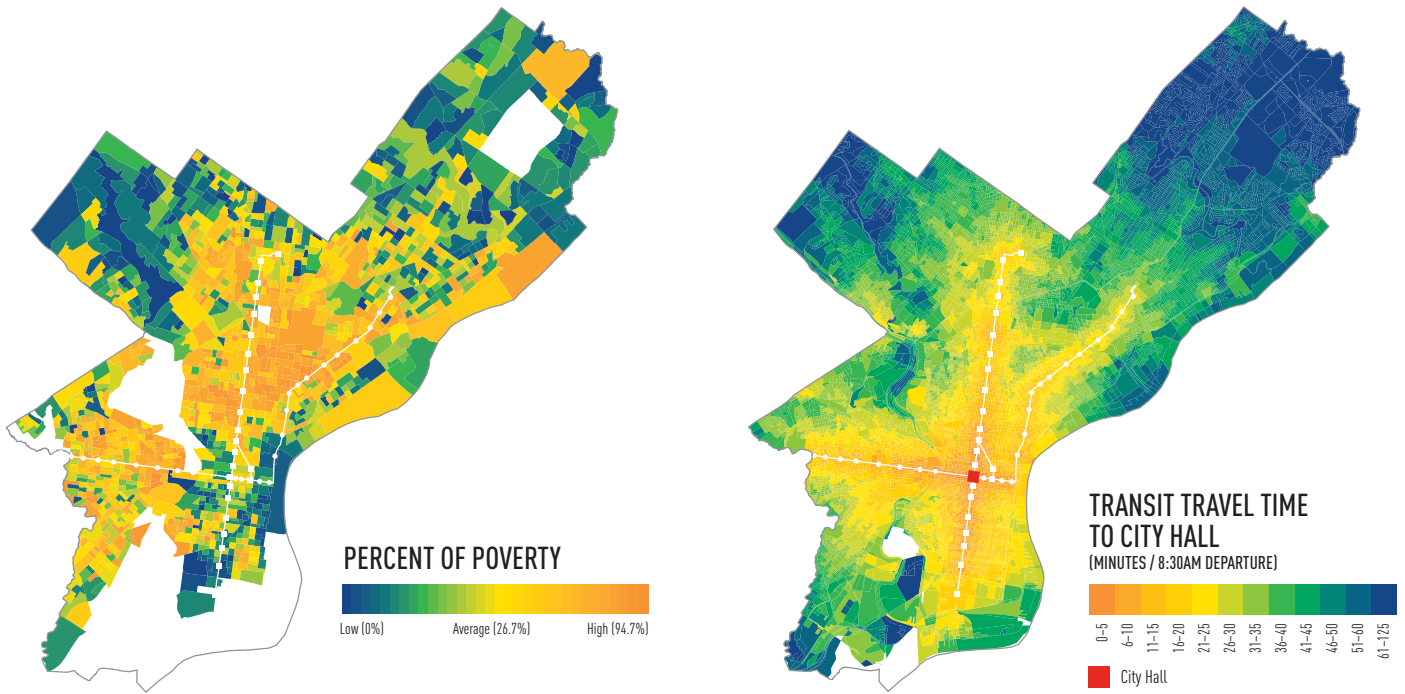 PERCENT OF POVERTY
Low (0%)
Average (26.7%)
High (94.7%)
TRANSIT TRAVEL TIME
TO CITY HALL
(MINUTES / 8:30AM DEPARTURE)
0–5
6–10
11–15
16–20
21–25
26–30
31–35
36–40
41–45
46–50
51–60
61–125
City Hall